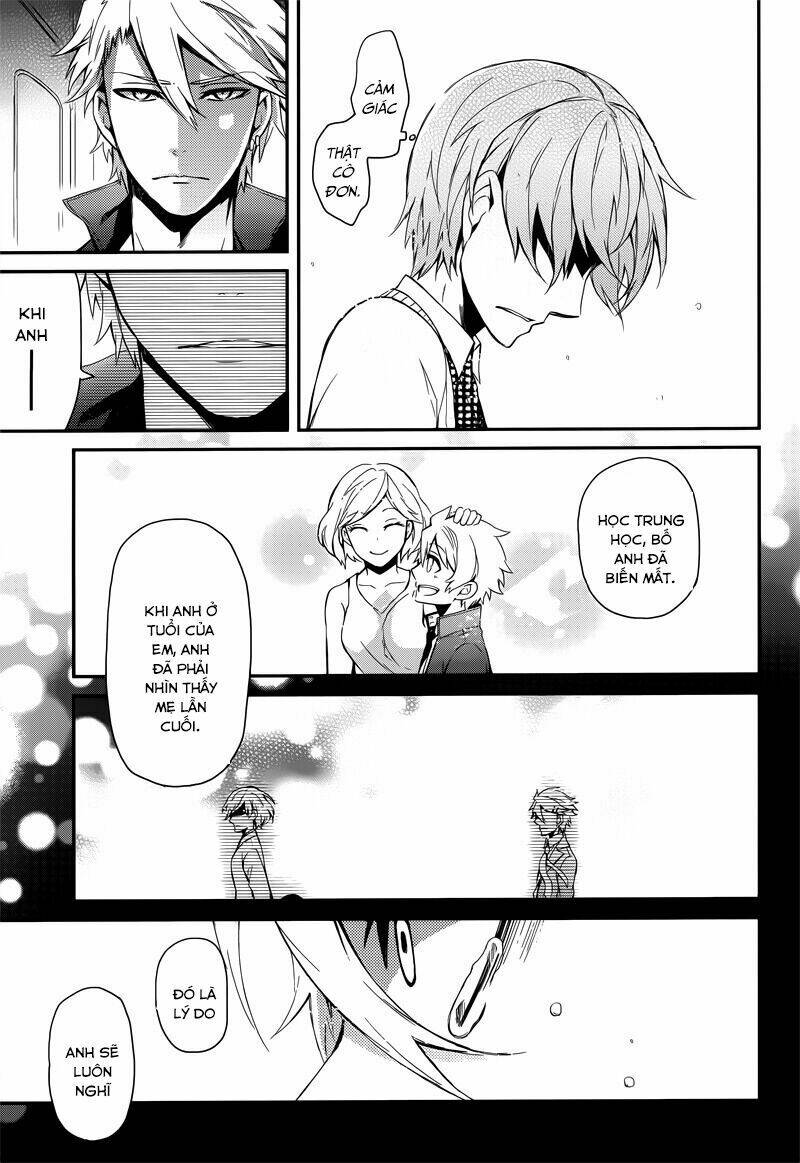 CẢM
GIÁC
THẬT
CÔ
ĐƠN.
KHI
ANH
HỌC TRUNG
HỌC, BỐ
ANH ĐÃ
BIẾN MẤT.
KHI ANH Ở
TUỔI CỦA
EM, ANH
ĐÃ PHẢI
NHÌN THẤY
MẸ LẦN
CUỐI.
ĐÓ LÀ
LÝ DO
ANH SẼ
LUÔN
NGHĨ